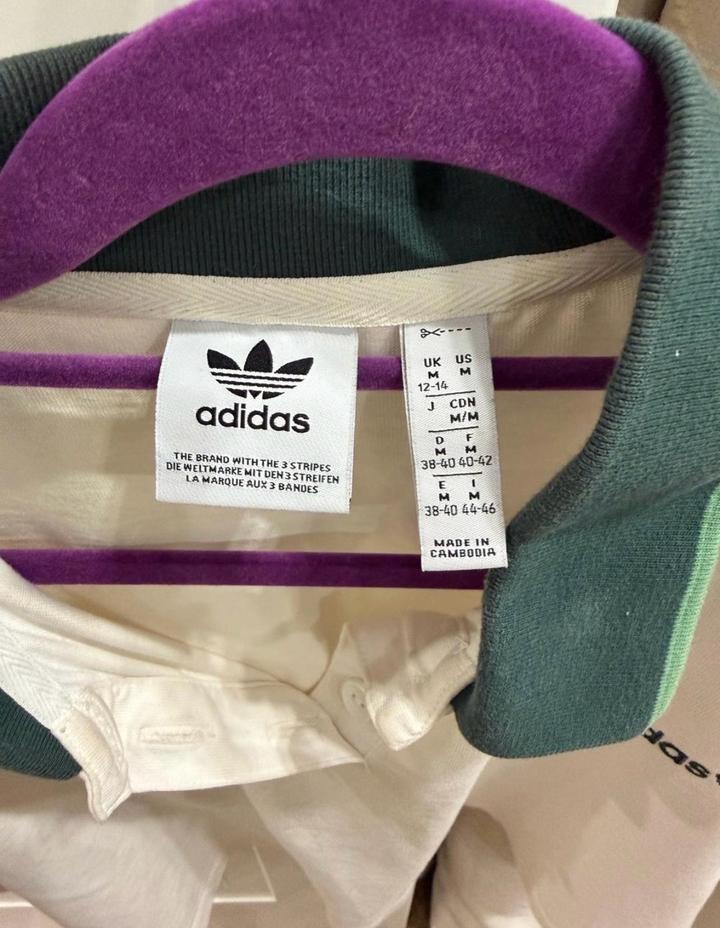 adidas
THE BRAND WITH THE 3 STRIPES
DIE WELTMARKE MIT DEN 3 STREIFEN
LA MARQUE AUX 3 BANDES
UK US
M M
12-14
J CDN
M/M
D F
M M
38-40 40-42
E I
M M
38-40 44-46
MADE IN
CAMBODIA